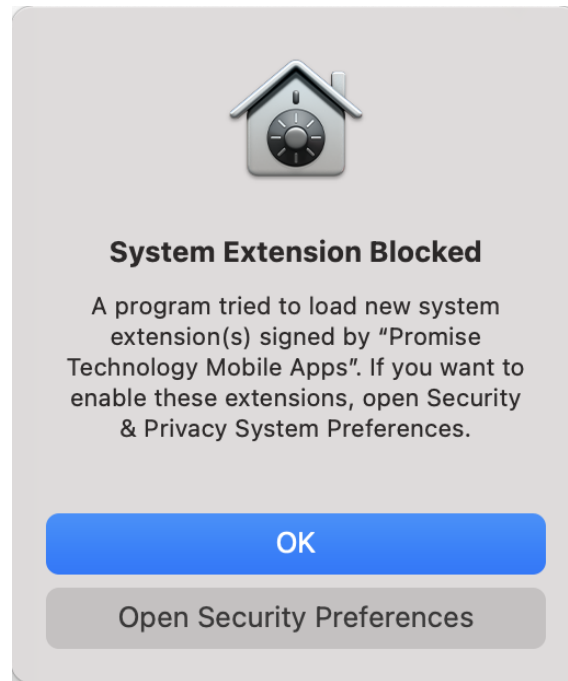 System Extension Blocked
A program tried to load new system
extension(s) signed by “Promise
Technology Mobile Apps”. If you want to
enable these extensions, open Security
& Privacy System Preferences.
OK
Open Security Preferences